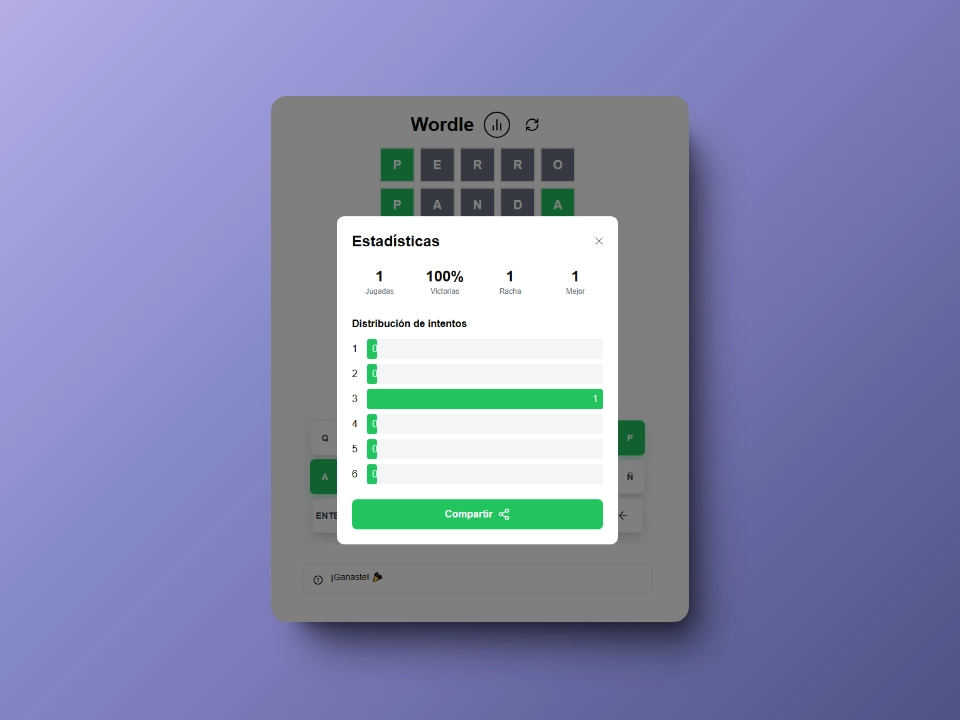 Wordle
P E R R O
P A N D A
Estadísticas
1 100% 1 1
Jugadas Victorias Racha Mejor
Distribución de intentos
1 0
2 0
3 1
4 0
5 0
6 0
Q P
A Ñ
ENTE
Compartir
¡Ganaste!